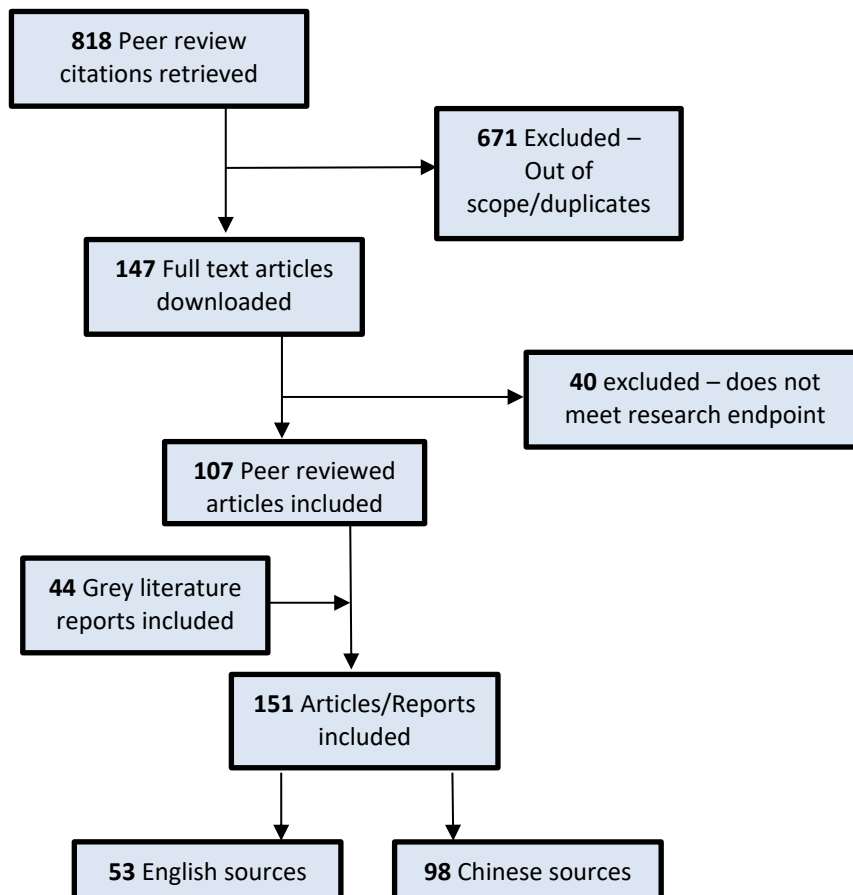 818 Peer review
citations retrieved
671 Excluded –
Out of
scope/duplicates
147 Full text articles
downloaded
40 excluded – does not
meet research endpoint
107 Peer reviewed
articles included
44 Grey literature
reports included
151 Articles/Reports
included
53 English sources
98 Chinese sources